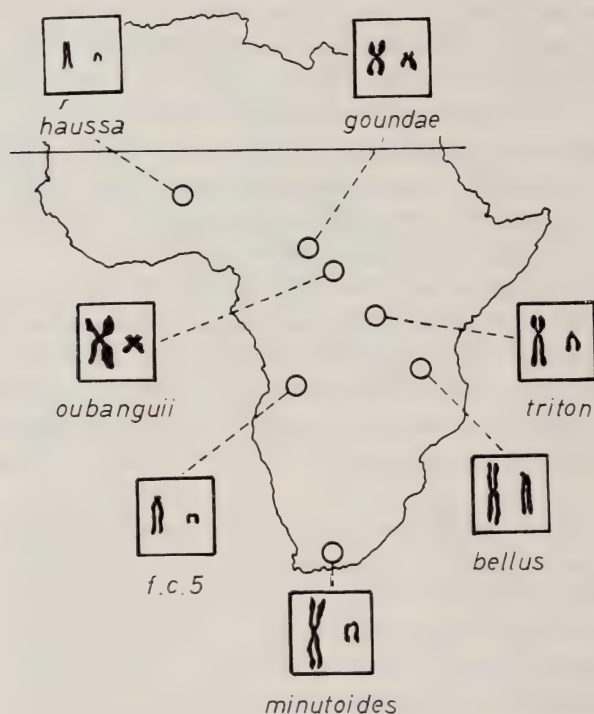 r
haussa
goundae
oubanguii
triton
f.c.5
bellus
minutoides